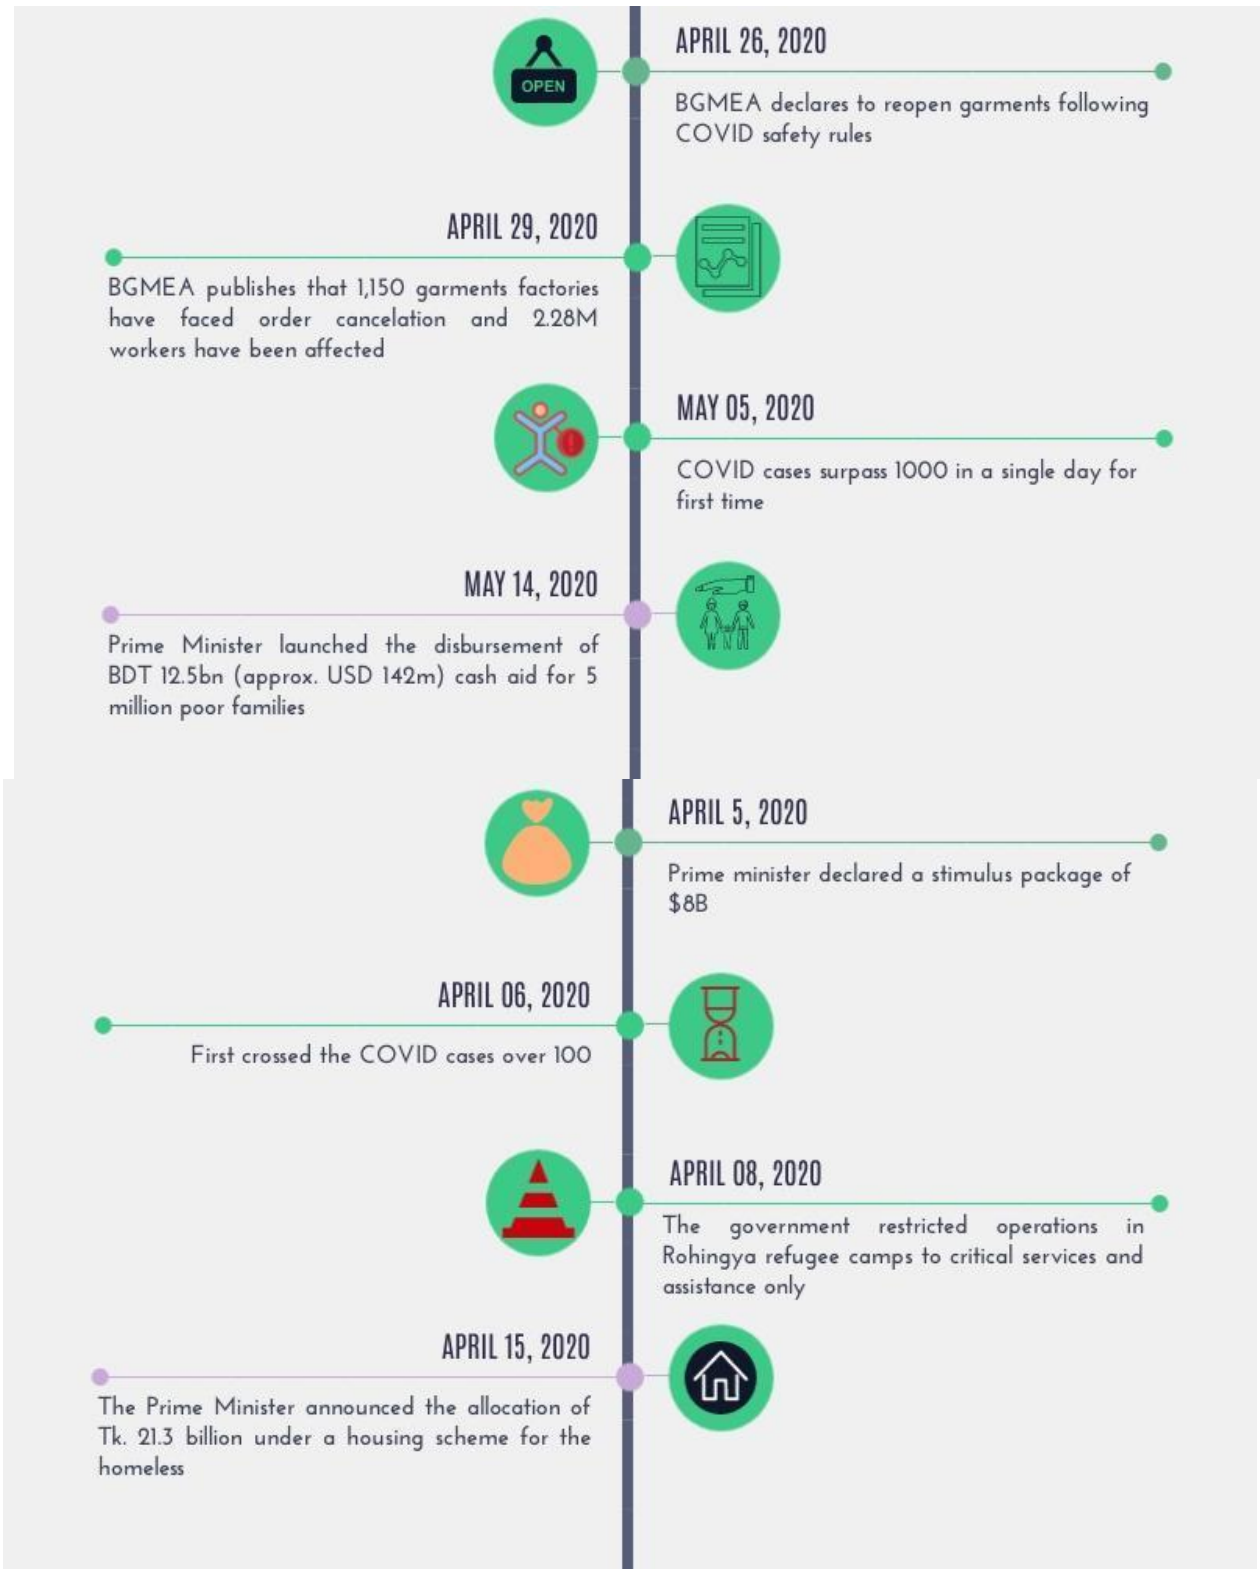 OPEN
APRIL 26, 2020
BGMEA declares to reopen garments following
COVID safety rules
APRIL 29, 2020
BGMEA publishes that 1,150 garments factories
have faced order cancelation and 2.28M
workers have been affected
MAY 05, 2020
COVID cases surpass 1000 in a single day for
first time
MAY 14, 2020
Prime Minister launched the disbursement of
BDT 12.5bn (approx. USD 142m) cash aid for 5
million poor families
APRIL 5, 2020
Prime minister declared a stimulus package of
$8B
APRIL 06, 2020
First crossed the COVID cases over 100
APRIL 08, 2020
The government restricted operations in
Rohingya refugee camps to critical services and
assistance only
APRIL 15, 2020
The Prime Minister announced the allocation of
Tk. 21.3 billion under a housing scheme for the
homeless